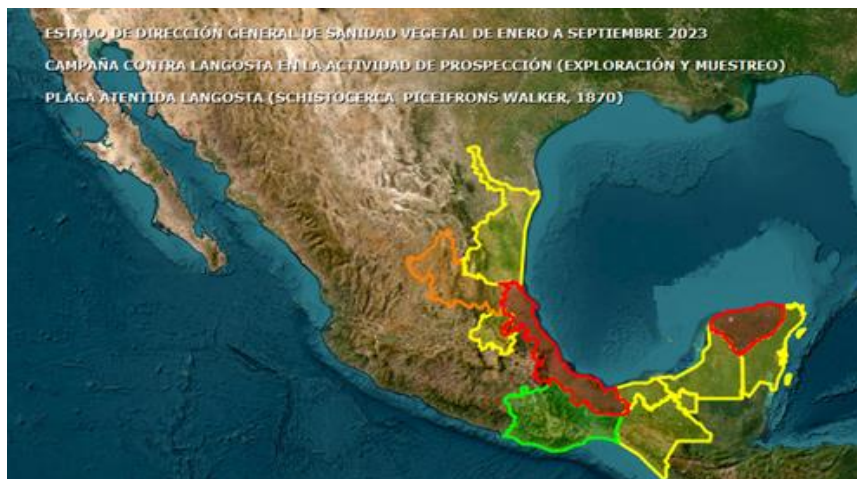 ESTADO DE DIRECCIÓN GENERAL DE SANIDAD VEGETAL DE ENERO A SEPTIEMBRE 2023
CAMPAÑA CONTRA LANGOSTA EN LA ACTIVIDAD DE PROSPECCIÓN (EXPLORACIÓN Y MUESTREO)
PLAGA ATENTIDA LANGOSTA (SCHISTOCERCA PICEIFRONS WALKER, 1870)